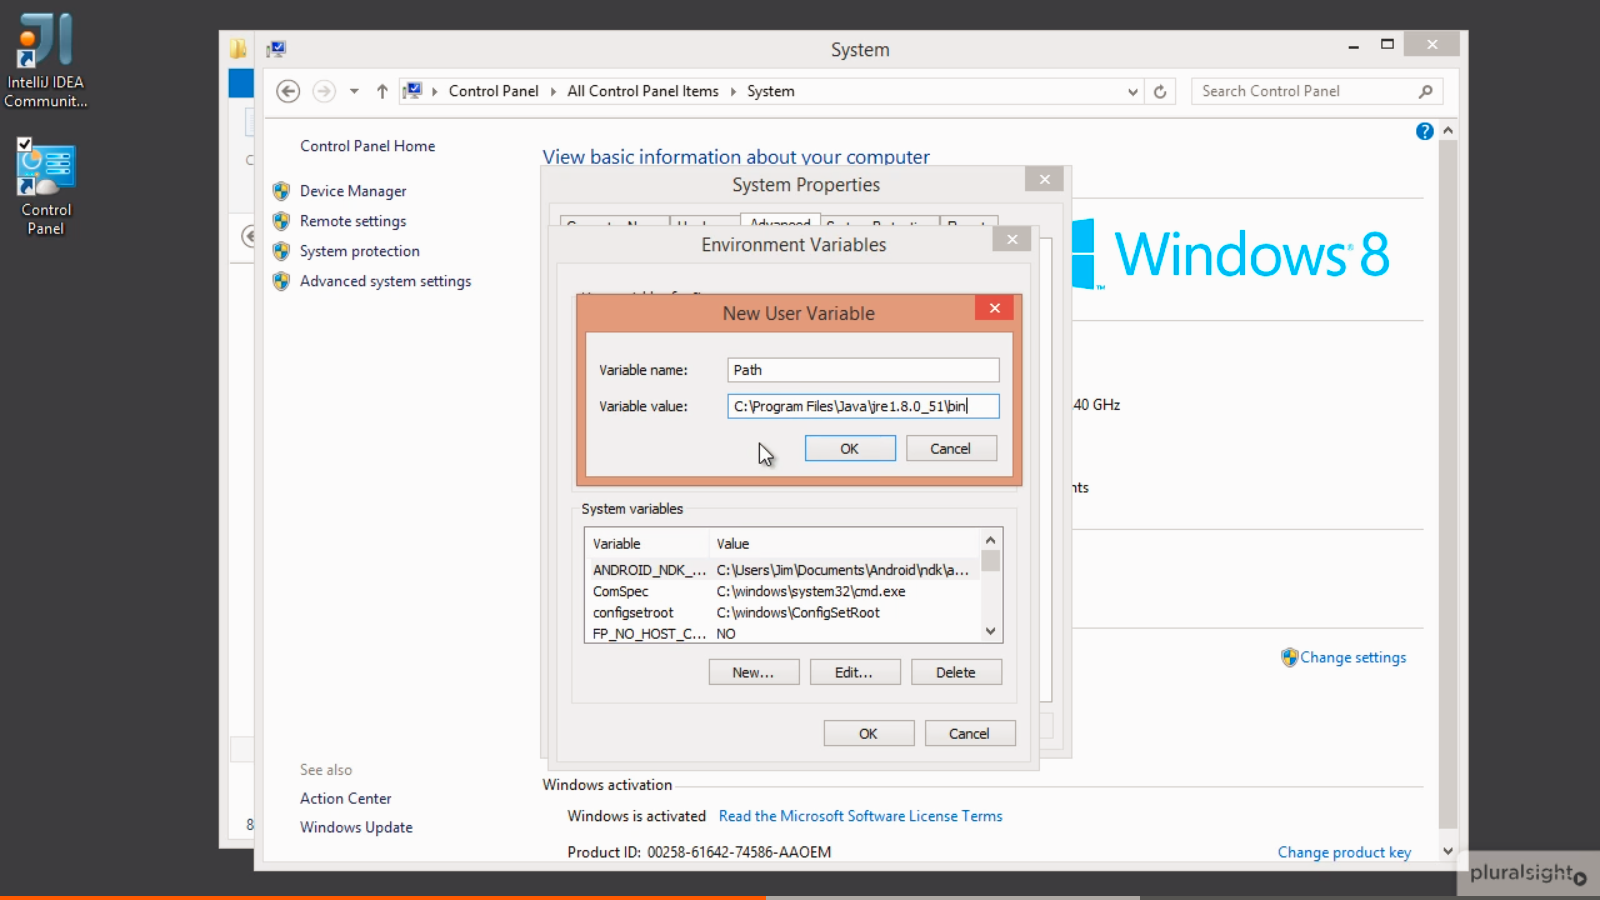 IntelliJ IDEA
Communit...
Control
Panel
System
Control Panel
All Control Panel Items
System
Search Control Panel
Control Panel Home
Device Manager
Remote settings
System protection
Advanced system settings
See also
Action Center
Windows Update
View basic information about your computer
System Properties
Advanced
Environment Variables
New User Variable
Variable name:
Path
Variable value:
C:\Program Files\Java\jre1.8.0_51\bin
OK
Cancel
System variables
Variable
Value
ANDROID_NDK_... C:\Users\Jim\Documents\Android\ndk\a...
ComSpec C:\windows\system32\cmd.exe
configsetroot C:\windows\ConfigSetRoot
FP_NO_HOST_C... NO
New...
Edit...
Delete
OK
Cancel
Windows 8
40 GHz
nts
Change settings
Windows activation
Windows is activated Read the Microsoft Software License Terms
Product ID: 00258-61642-74586-AAOEM
Change product key
8
pluralsight